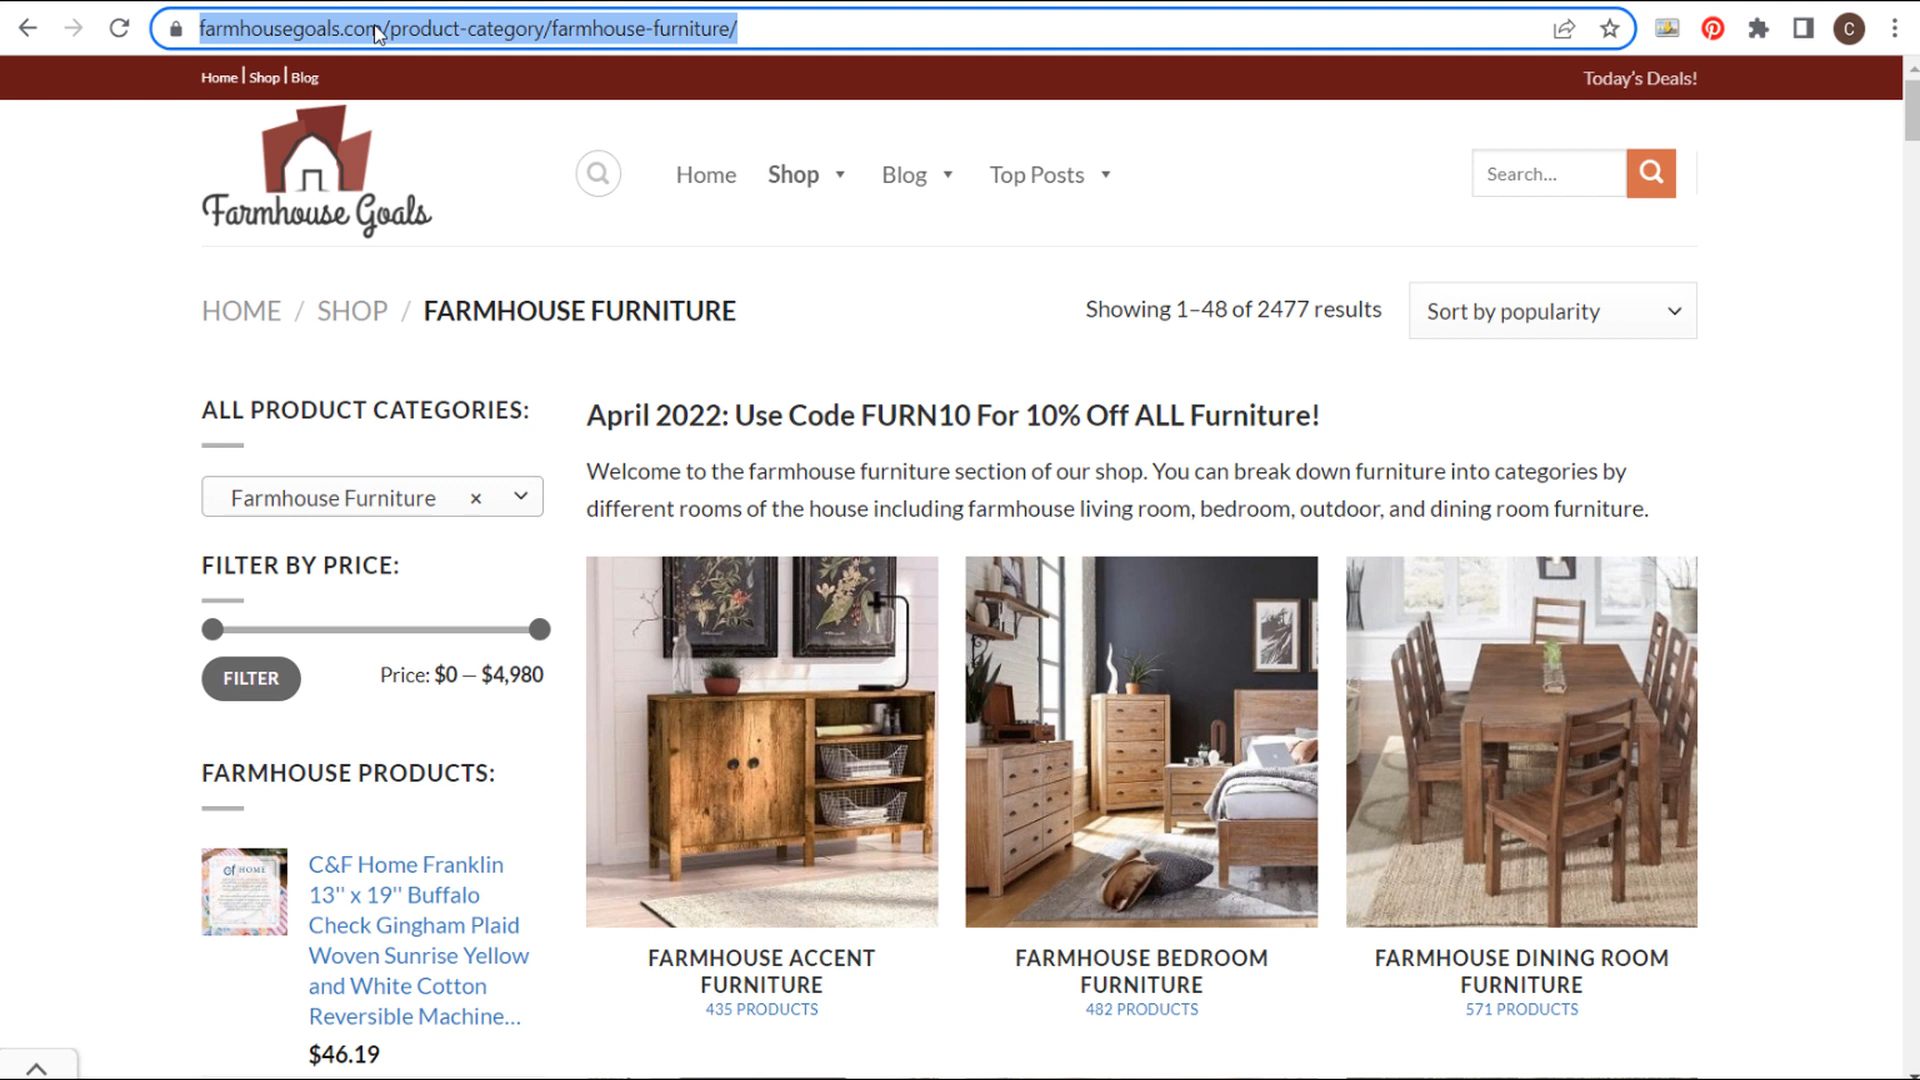 farmhousegoals.com/product-category/farmhouse-furniture/
C
Home | Shop | Blog
Today's Deals!
Farmhouse Goals
Home
Shop
Blog
Top Posts
Search...
HOME / SHOP / FARMHOUSE FURNITURE
Showing 1–48 of 2477 results
Sort by popularity
ALL PRODUCT CATEGORIES:
Farmhouse Furniture ×
FILTER BY PRICE:
FILTER
Price: $0 — $4,980
FARMHOUSE PRODUCTS:
of HOME
C&F Home Franklin
13'' x 19'' Buffalo
Check Gingham Plaid
Woven Sunrise Yellow
and White Cotton
Reversible Machine...
$46.19
April 2022: Use Code FURN10 For 10% Off ALL Furniture!
Welcome to the farmhouse furniture section of our shop. You can break down furniture into categories by
different rooms of the house including farmhouse living room, bedroom, outdoor, and dining room furniture.
FARMHOUSE ACCENT
FURNITURE
435 PRODUCTS
FARMHOUSE BEDROOM
FURNITURE
482 PRODUCTS
FARMHOUSE DINING ROOM
FURNITURE
571 PRODUCTS